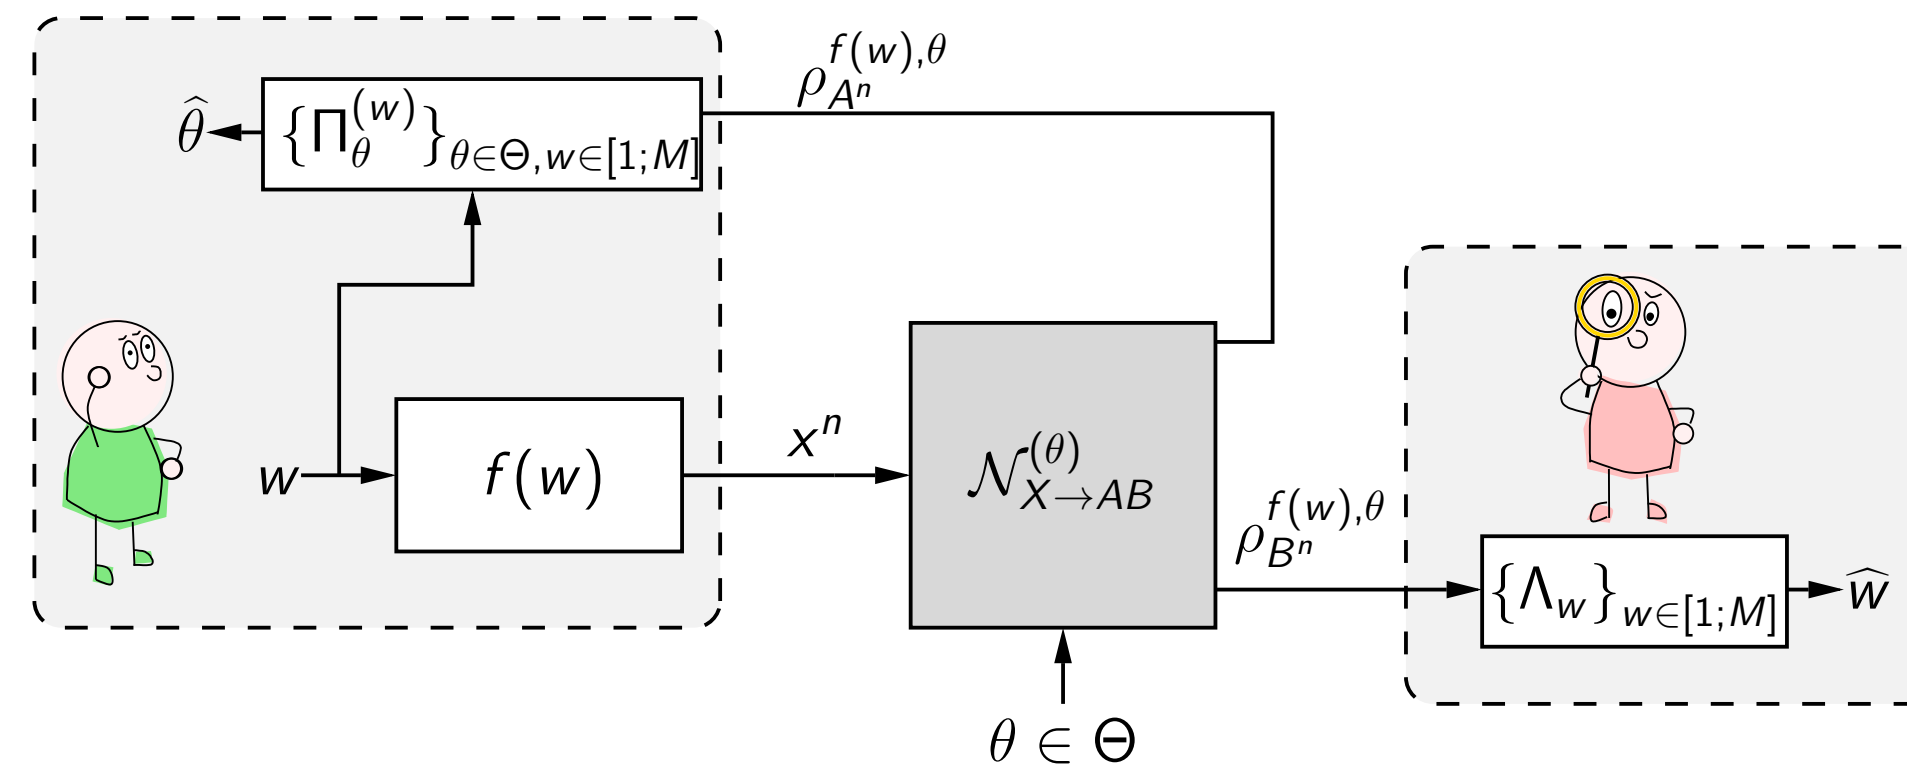 ρ_{A^n}^{f(w),θ}
θ̂
{Π_θ^{(w)}}_{θ∈Θ,w∈[1;M]}
w
f(w)
x^n
𝒩_{X→AB}^{(θ)}
ρ_{B^n}^{f(w),θ}
{Λ_w}_{w∈[1;M]}
ŵ
θ ∈ Θ